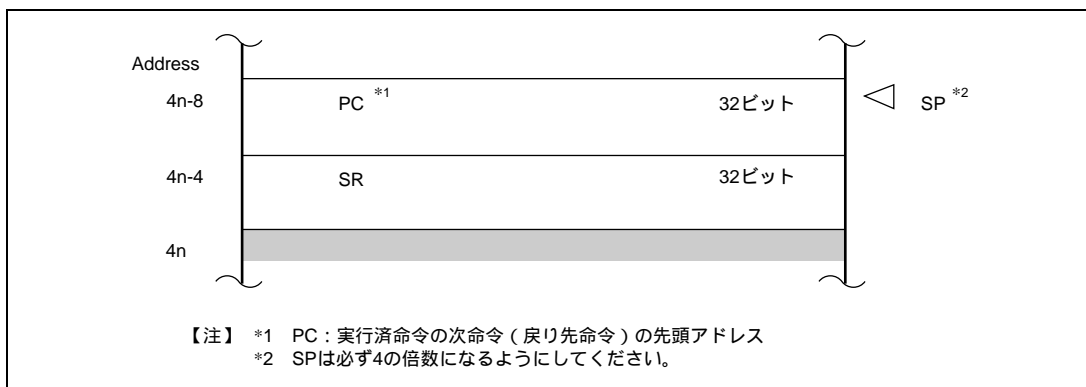 Address
4n-8 PC *1 32ビット SP *2
4n-4 SR 32ビット
4n
【注】 *1 PC：実行済命令の次命令（戻り先命令）の先頭アドレス
*2 SPは必ず4の倍数になるようにしてください。